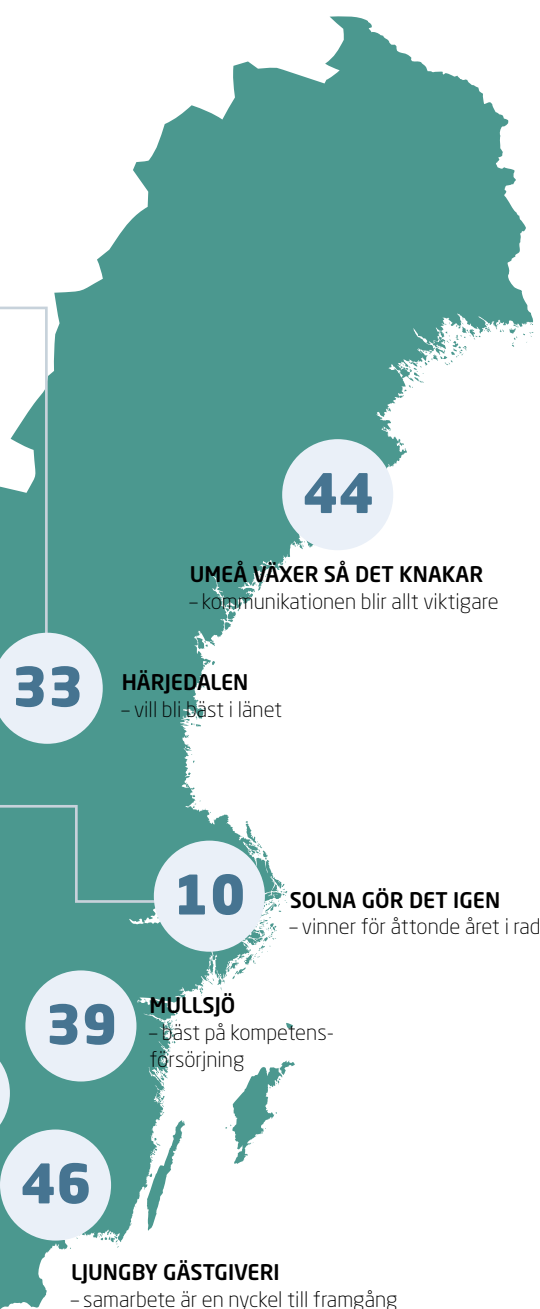 44
UMEÅ VÄXER SÅ DET KNAKAR
– kommunikationen blir allt viktigare
33
HÄRJEDALEN
– vill bli bäst i länet
10
SOLNA GÖR DET IGEN
– vinner för åttonde året i rad
39
MULLSJÖ
– bäst på kompetens-
försörjning
46
LJUNGBY GÄSTGIVERI
– samarbete är en nyckel till framgång